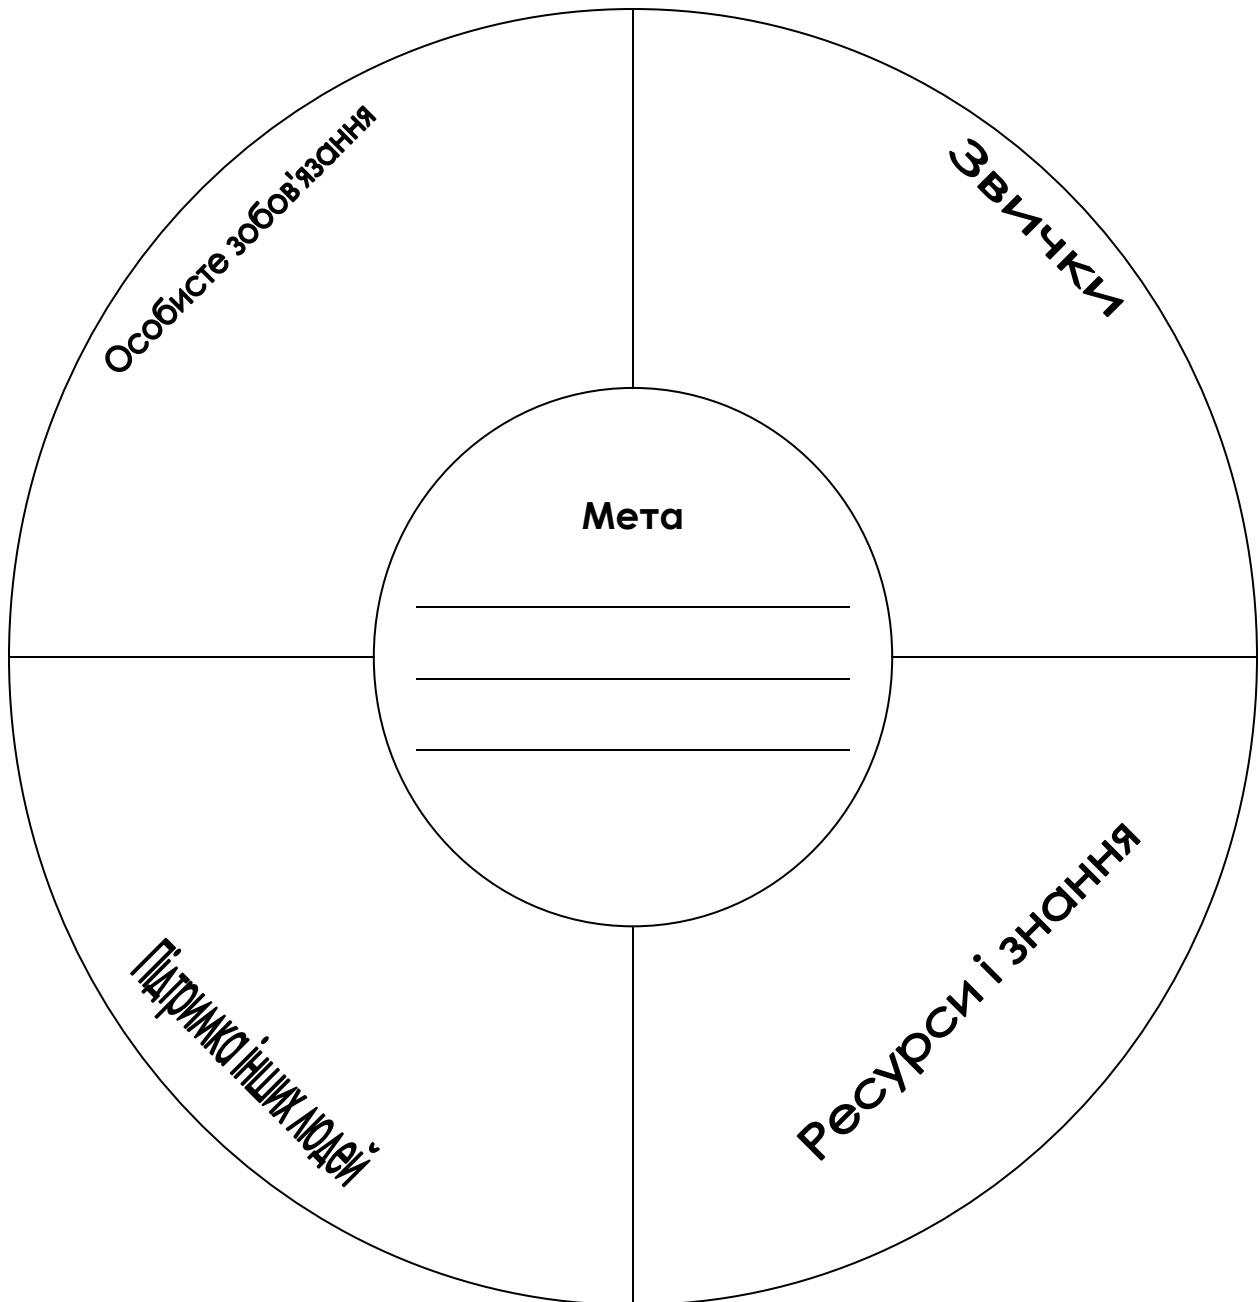 Особисте зобов'язання
Звички
Мета
Підтримка інших людей
Ресурси і знання